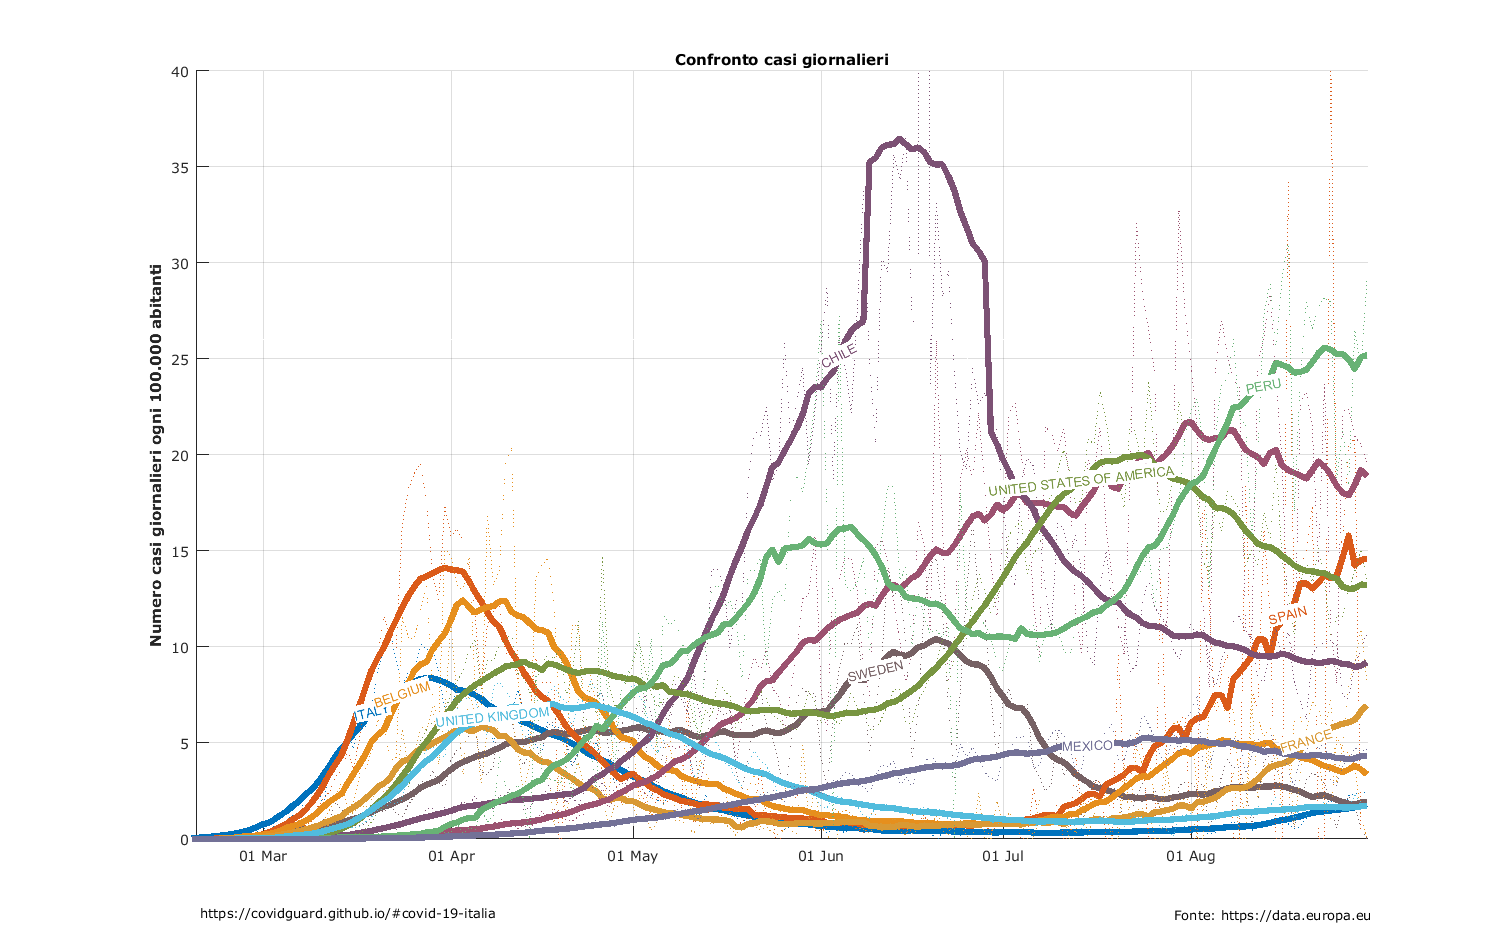 Confronto casi giornalieri
Numero casi giornalieri ogni 100.000 abitanti
40
35
30
25
20
15
10
5
0
CHILE
PERU
UNITED STATES OF AMERICA
SPAIN
SWEDEN
BELGIUM
ITALY
UNITED KINGDOM
MEXICO
FRANCE
01 Mar
01 Apr
01 May
01 Jun
01 Jul
01 Aug
https://covidguard.github.io/#covid-19-italia
Fonte: https://data.europa.eu